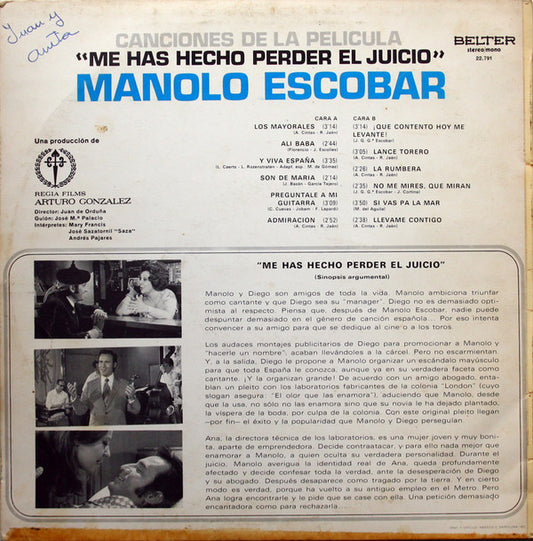 Juan y
Anita
CANCIONES DE LA PELICULA
“ME HAS HECHO PERDER EL JUICIO”
MANOLO ESCOBAR
BELTER
stereo/mono
22.791
Una producción de
REGIA FILMS
ARTURO GONZALEZ
Director: Juan de Orduña
Guión: José M.ª Palacio
Intérpretes: Mary Francis
José Sazatornil "Saza"
Andrés Pajares
CARA A
LOS MAYORALES (3'14)
(A. Cintas - R. Jaén)
ALI BABA (2'44)
(Florencio - J. Escolies)
Y VIVA ESPAÑA (3'35)
(L. Caerts - L. Rozenstraten - Adapt. esp.: M. de Gómez)
SON DE MARIA (2'14)
(J. Bazán - García Tejero)
PREGUNTALE A MI
GUITARRA (3'09)
(C. Cuevas - Jobam - F. Lapardi)
ADMIRACION (2'52)
(A. Cintas - R. Jaén)
CARA B
(3'14) ¡QUE CONTENTO HOY ME
LEVANTE!
(J. G. G.ª Escobar)
(3'05) LANCE TORERO
(A. Cintas - R. Jaén)
(2'26) LA RUMBERA
(A. Cintas - R. Jaén)
(2'35) NO ME MIRES, QUE MIRAN
(J. G. G.ª Escobar - R. Cormar)
(3'50) SI VAS PA LA MAR
(M. del Aguila)
(2'38) LLEVAME CONTIGO
(A. Cintas - R. Jaén)
"ME HAS HECHO PERDER EL JUICIO"
(Sinopsis argumental)
Manolo y Diego son amigos de toda la vida. Manolo ambiciona triunfar
como cantante y que Diego sea su "manager". Diego no es demasiado opti-
mista al respecto. Piensa que, después de Manolo Escobar, nadie puede
despuntar demasiado en el género de canción española... Por eso intenta
convencer a su amigo para que se dedique al cine o a los toros
Los audaces montajes publicitarios de Diego para promocionar a Manolo y
"hacerle un nombre", acaban llevándoles a la cárcel. Pero no escarmientan.
Y, a la salida, Diego le propone a Manolo organizar un escándalo mayúsculo
para que toda España le conozca, aunque ya en su verdadera faceta como
cantante. ¡Y la organizan grande! De acuerdo con un amigo abogado, enta-
blan un pleito con los laboratorios fabricantes de la colonia "London" (cuyo
slogan asegura: "El olor que las enamora"), aduciendo que Manolo, desde
que la usa, no sólo no las enamora sino que su novia le ha dejado plantado,
la víspera de la boda, por culpa de la colonia. Con este original pleito llegan
—por fin— el éxito y la popularidad que Manolo y Diego perseguían.
Ana, la directora técnica de los laboratorios, es una mujer joven y muy boni-
ta, aparte de emprendedora. Decide contraatacar, y para ello nada mejor que
enamorar a Manolo, a quien oculta su verdadera personalidad. Durante el
juicio, Manolo averigua la identidad real de Ana, queda profundamente
afectado y decide confesar toda la verdad, ante la desesperación de Diego
y su abogado. Después desaparece como tragado por la tierra. Y en cierto
modo es verdad, porque ha vuelto a su antiguo empleo en el Metro. Pero
Ana logra encontrarle y le pide que se case con ella. Una petición demasiado
encantadora como para rechazarla...